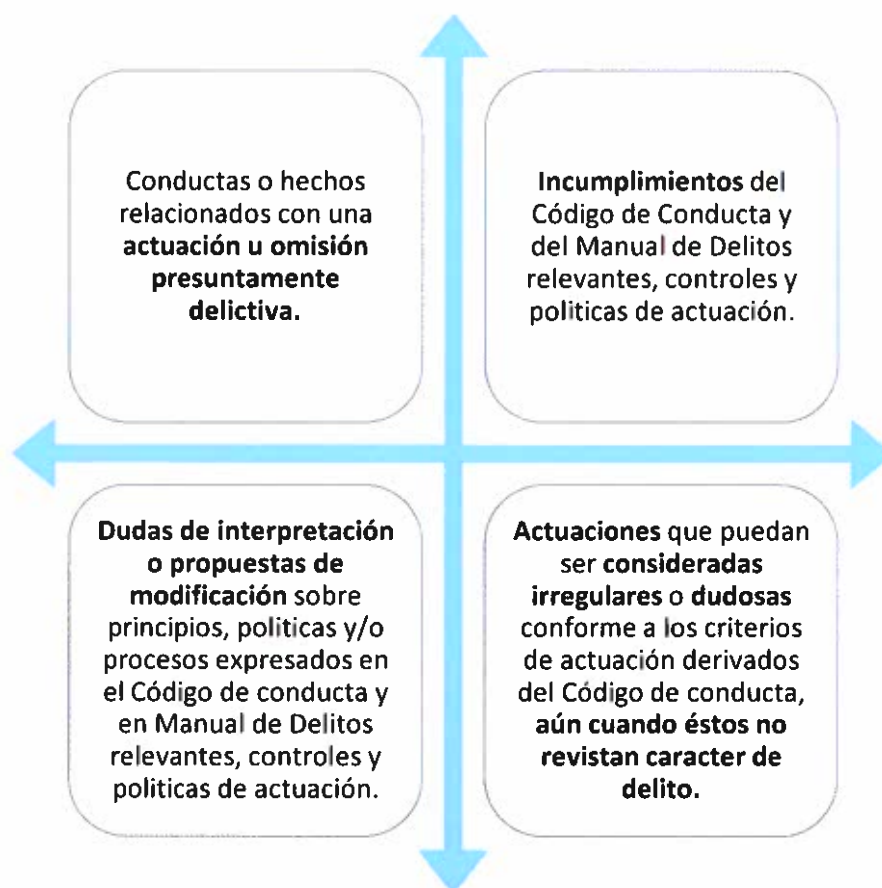 Conductas o hechos
relacionados con una
actuación u omisión
presuntamente
delictiva.
Incumplimientos del
Código de Conducta y
del Manual de Delitos
relevantes, controles y
politicas de actuación.
Dudas de interpretación
o propuestas de
modificación sobre
principios, politicas y/o
procesos expresados en
el Código de conducta y
en Manual de Delitos
relevantes, controles y
politicas de actuación.
Actuaciones que puedan
ser consideradas
irregulares o dudosas
conforme a los criterios
de actuación derivados
del Código de conducta,
aún cuando éstos no
revistan caracter de
delito.